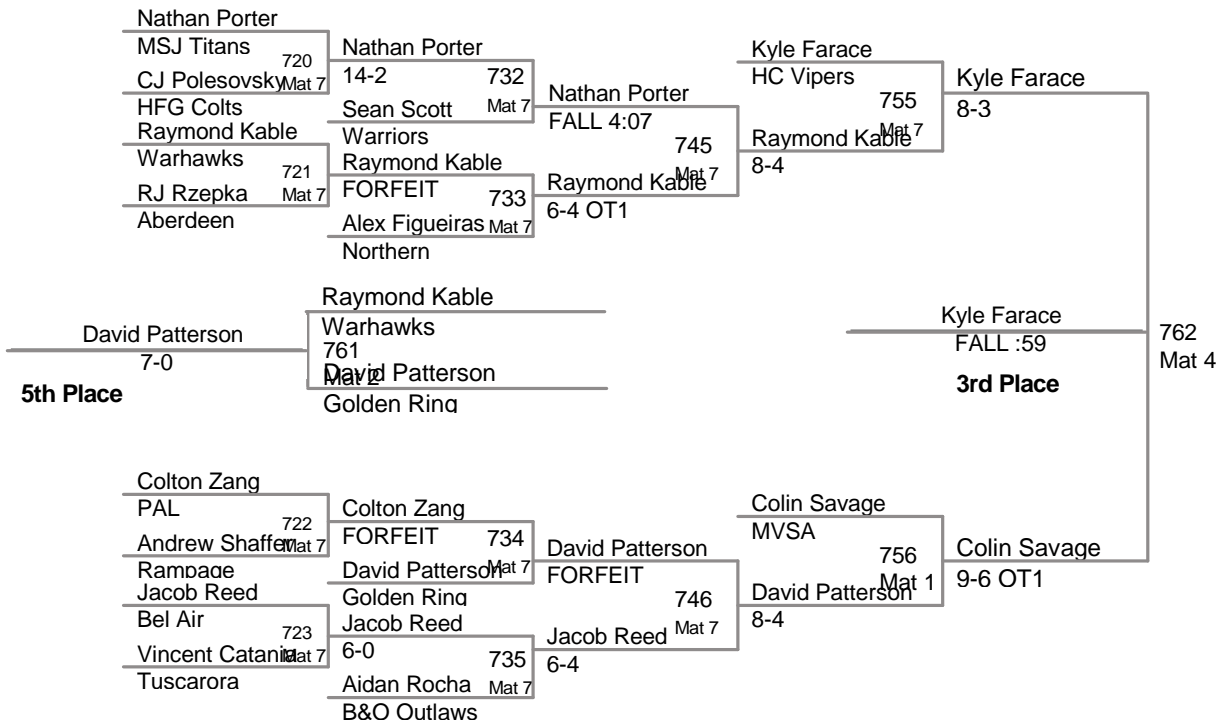 Nathan Porter
MSJ Titans
720
CJ Polesovsky
Mat 7
HFG Colts
Raymond Kable
Warhawks
721
RJ Rzepka
Mat 7
Aberdeen
Nathan Porter
14-2
732
Sean Scott
Mat 7
Warriors
Raymond Kable
FORFEIT
733
Alex Figueiras
Mat 7
Northern
Nathan Porter
FALL 4:07
745
Raymond Kable
Mat 7
6-4 OT1
Kyle Farace
HC Vipers
755
Raymond Kable
Mat 7
8-4
Kyle Farace
8-3
Raymond Kable
Warhawks
761
Mat 2
David Patterson
Golden Ring
David Patterson
7-0
5th Place
Kyle Farace
FALL :59
3rd Place
762
Mat 4
Colton Zang
PAL
722
Andrew Shaffer
Mat 7
Rampage
Jacob Reed
Bel Air
723
Vincent Catania
Mat 7
Tuscarora
Colton Zang
FORFEIT
734
David Patterson
Mat 7
Golden Ring
Jacob Reed
6-0
735
Aidan Rocha
Mat 7
B&O Outlaws
David Patterson
FORFEIT
746
Jacob Reed
Mat 7
6-4
Colin Savage
MVSA
756
Mat 1
David Patterson
8-4
Colin Savage
9-6 OT1